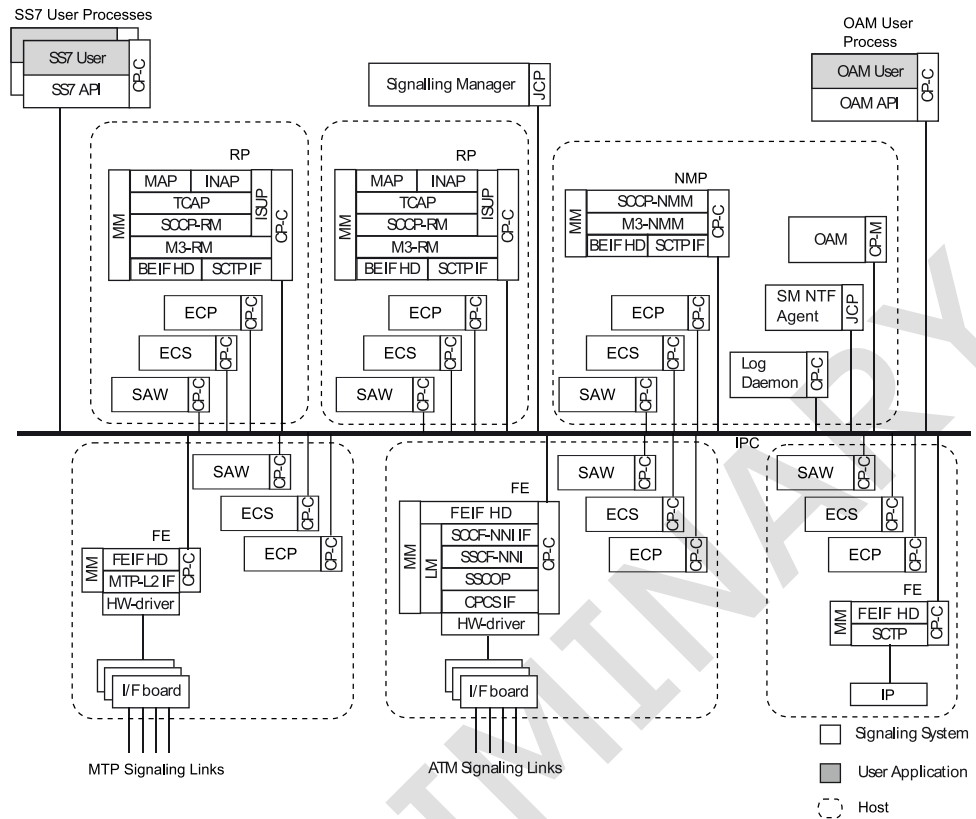 SS7 User Processes
SS7 User
SS7 API
CP-C
Signalling Manager
JCP
OAM User
Process
OAM User
OAM API
CP-C
RP
MM
MAP
INAP
TCAP
SCCP-RM
ISUP
M3-RM
BEIF HD
SCTP IF
CP-C
ECP
CP-C
ECS
CP-C
SAW
CP-C
RP
MM
MAP
INAP
TCAP
SCCP-RM
ISUP
M3-RM
BEIF HD
SCTP IF
CP-C
ECP
CP-C
ECS
CP-C
SAW
CP-C
NMP
MM
SCCP-NMM
M3-NMM
BEIF HD
SCTP IF
CP-C
ECP
CP-C
ECS
CP-C
SAW
CP-C
OAM
CP-M
SM NTF
Agent
JCP
Log
Daemon
CP-C
IPC
SAW
CP-C
ECS
CP-C
ECP
CP-C
FE
MM
FEIF HD
MTP-L2 IF
CP-C
HW-driver
I/F board
MTP Signaling Links
SAW
CP-C
ECS
CP-C
ECP
CP-C
FE
MM
FEIF HD
LM
SCCF-NNI IF
SSCF-NNI
SSCOP
CPCS IF
CP-C
HW-driver
I/F board
ATM Signaling Links
SAW
CP-C
ECS
CP-C
ECP
CP-C
FE
MM
FEIF HD
SCTP
CP-C
IP
Signaling System
User Application
Host
IMINARY